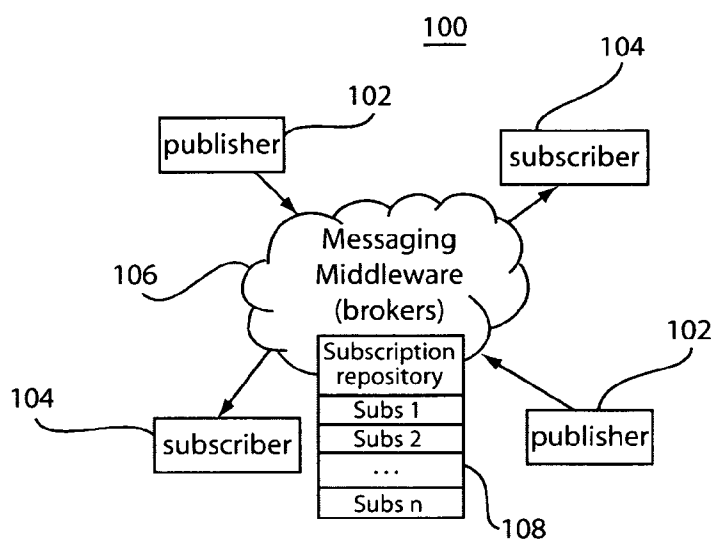 100
104
102
publisher
subscriber
Messaging
Middleware
(brokers)
106
Subscription
repository
102
104
Subs 1
subscriber
Subs 2
publisher
...
Subs n
108